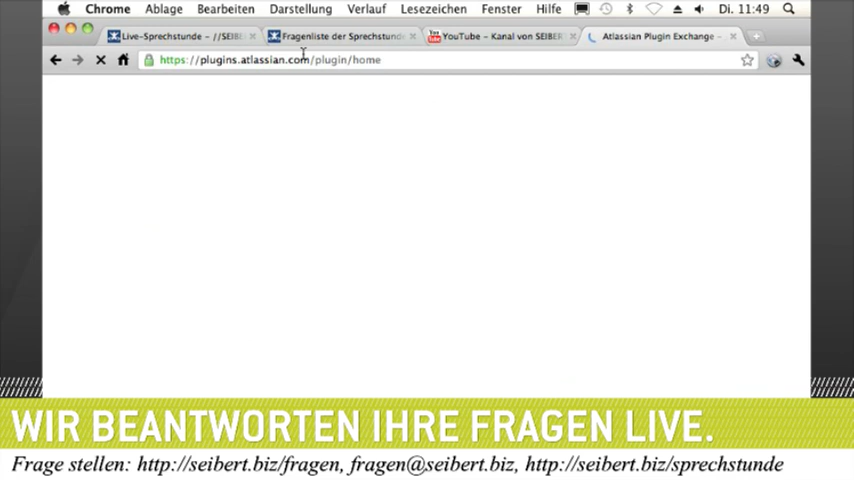 Chrome Ablage Bearbeiten Darstellung Verlauf Lesezeichen Fenster Hilfe Di. 11:49
Live-Sprechstunde - //SEIBE Fragenliste der Sprechstunde YouTube - Kanal von SEIBERT Atlassian Plugin Exchange -
https://plugins.atlassian.com/plugin/home
WIR BEANTWORTEN IHRE FRAGEN LIVE.
Frage stellen: http://seibert.biz/fragen, fragen@seibert.biz, http://seibert.biz/sprechstunde